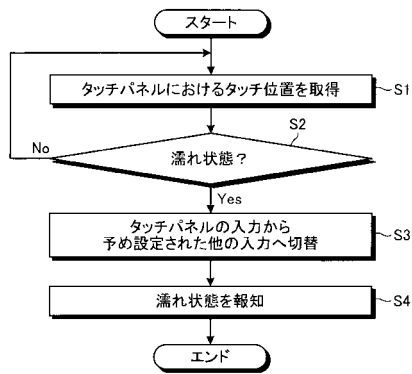 スタート
タッチパネルにおけるタッチ位置を取得
S1
S2
濡れ状態?
No
Yes
タッチパネルの入力から
予め設定された他の入力へ切替
S3
濡れ状態を報知
S4
エンド